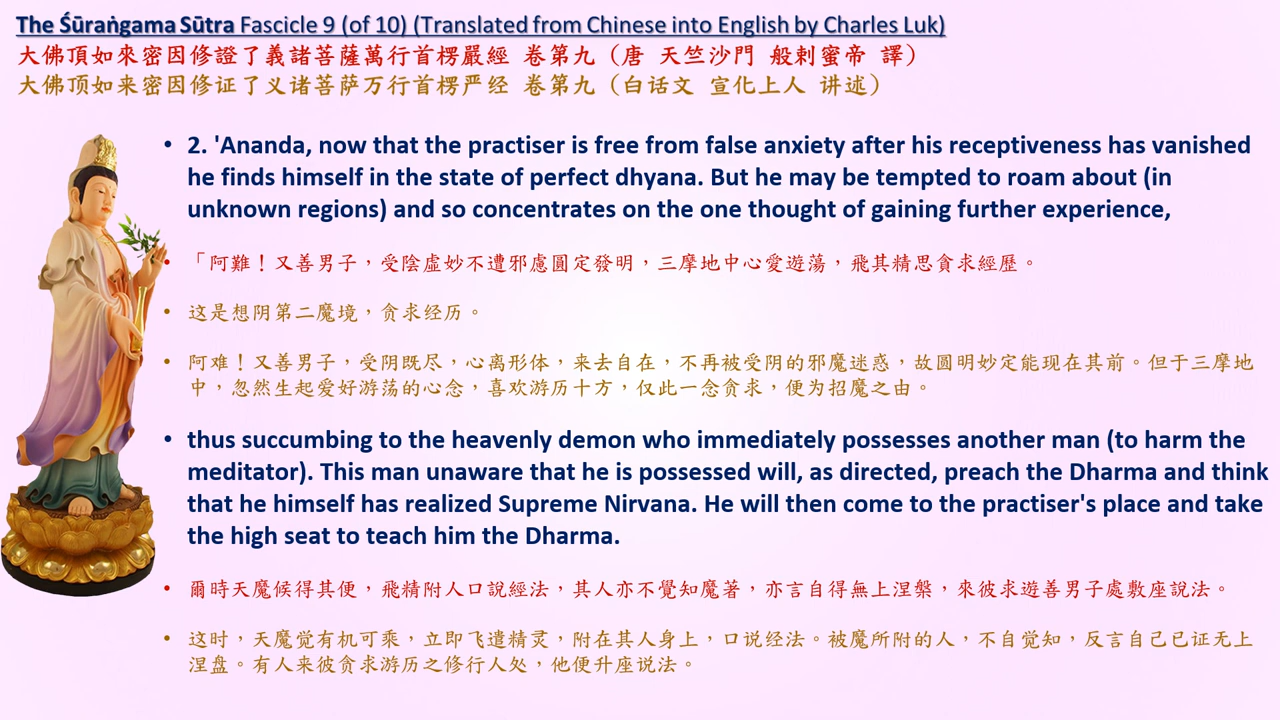 The Śūraṅgama Sūtra Fascicle 9 (of 10) (Translated from Chinese into English by Charles Luk)
大佛頂如來密因修證了義諸菩薩萬行首楞嚴經 卷第九（唐 天竺沙門 般剌蜜帝 譯）
大佛顶如来密因修证了义诸菩萨万行首楞严经 卷第九（白话文 宣化上人 讲述）
• 2. 'Ananda, now that the practiser is free from false anxiety after his receptiveness has vanished
he finds himself in the state of perfect dhyana. But he may be tempted to roam about (in
unknown regions) and so concentrates on the one thought of gaining further experience,
• 「阿難！又善男子，受陰虛妙不遭邪慮圓定發明，三摩地中心愛遊蕩，飛其精思貪求經歷。
• 这是想阴第二魔境，贪求经历。
• 阿难！又善男子，受阴既尽，心离形体，来去自在，不再被受阴的邪魔迷惑，故圆明妙定能现在其前。但于三摩地
中，忽然生起爱好游荡的心念，喜欢游历十方，仅此一念贪求，便为招魔之由。
• thus succumbing to the heavenly demon who immediately possesses another man (to harm the
meditator). This man unaware that he is possessed will, as directed, preach the Dharma and think
that he himself has realized Supreme Nirvana. He will then come to the practiser's place and take
the high seat to teach him the Dharma.
• 爾時天魔候得其便，飛精附人口說經法，其人亦不覺知魔著，亦言自得無上涅槃，來彼求遊善男子處敷座說法。
• 这时，天魔觉有机可乘，立即飞遣精灵，附在其人身上，口说经法。被魔所附的人，不自觉知，反言自己已证无上
涅盘。有人来彼贪求游历之修行人处，他便升座说法。